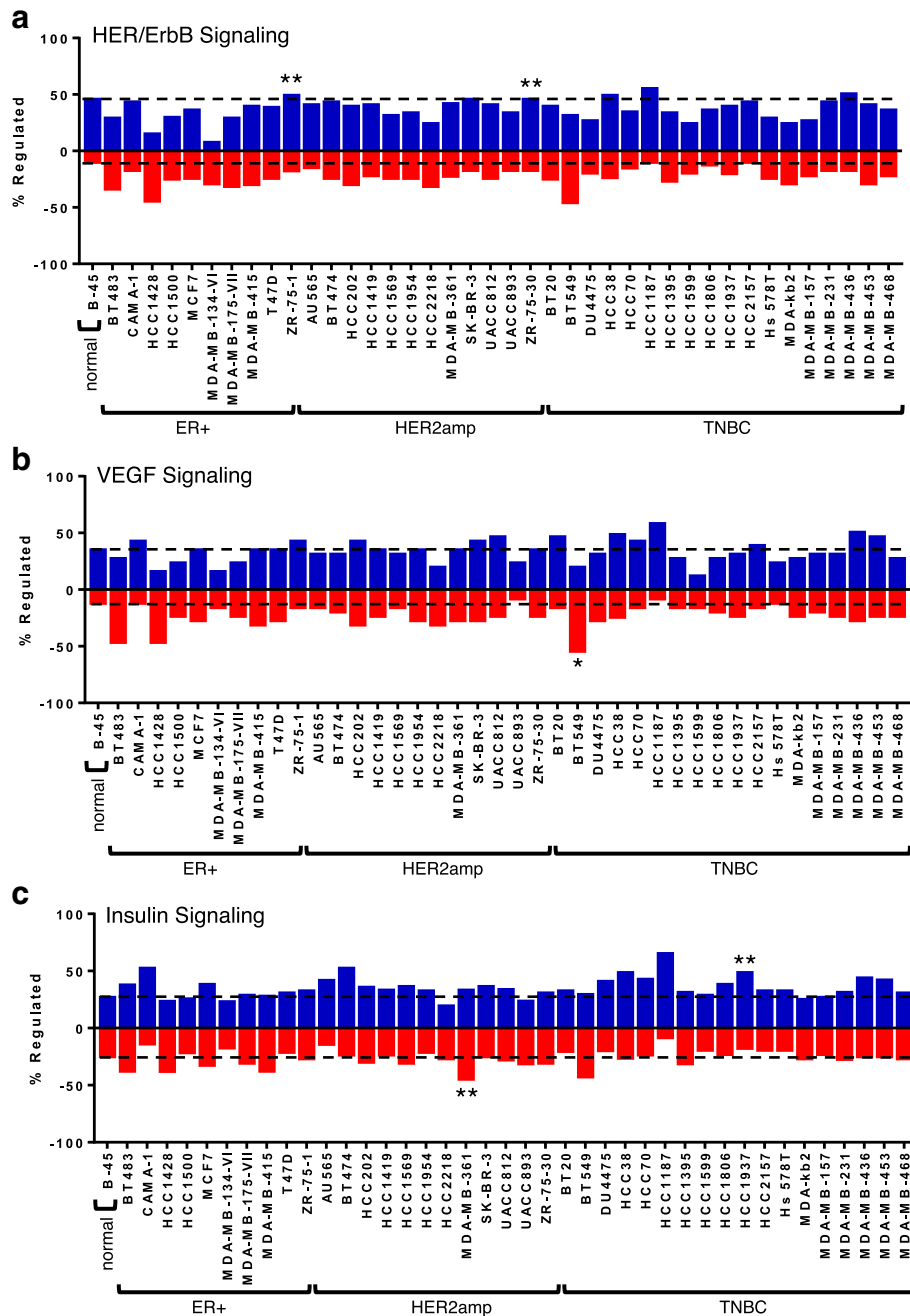 a
HER/ErbB Signaling
% Regulated
100
50
0
-50
-100
** **
B-45 BT483 CAMA-1 HCC1428 HCC1500 MCF7 MDA-MB-134-VI MDA-MB-175-VII MDA-MB-415 T47D ZR-75-1 AU565 BT474 HCC202 HCC1419 HCC1569 HCC1954 HCC2218 MDA-MB-361 SK-BR-3 UACC812 UACC893 ZR-75-30 BT20 BT549 DU4475 HCC38 HCC70 HCC1187 HCC1395 HCC1599 HCC1806 HCC1937 HCC2157 Hs 578T MDA-kb2 MDA-MB-157 MDA-MB-231 MDA-MB-436 MDA-MB-453 MDA-MB-468
normal
ER+ HER2amp TNBC
b
VEGF Signaling
% Regulated
100
50
0
-50
-100
*
B-45 BT483 CAMA-1 HCC1428 HCC1500 MCF7 MDA-MB-134-VI MDA-MB-175-VII MDA-MB-415 T47D ZR-75-1 AU565 BT474 HCC202 HCC1419 HCC1569 HCC1954 HCC2218 MDA-MB-361 SK-BR-3 UACC812 UACC893 ZR-75-30 BT20 BT549 DU4475 HCC38 HCC70 HCC1187 HCC1395 HCC1599 HCC1806 HCC1937 HCC2157 Hs 578T MDA-kb2 MDA-MB-157 MDA-MB-231 MDA-MB-436 MDA-MB-453 MDA-MB-468
normal
ER+ HER2amp TNBC
c
Insulin Signaling
% Regulated
100
50
0
-50
-100
**
**
B-45 BT483 CAMA-1 HCC1428 HCC1500 MCF7 MDA-MB-134-VI MDA-MB-175-VII MDA-MB-415 T47D ZR-75-1 AU565 BT474 HCC202 HCC1419 HCC1569 HCC1954 HCC2218 MDA-MB-361 SK-BR-3 UACC812 UACC893 ZR-75-30 BT20 BT549 DU4475 HCC38 HCC70 HCC1187 HCC1395 HCC1599 HCC1806 HCC1937 HCC2157 Hs 578T MDA-kb2 MDA-MB-157 MDA-MB-231 MDA-MB-436 MDA-MB-453 MDA-MB-468
normal
ER+ HER2amp TNBC